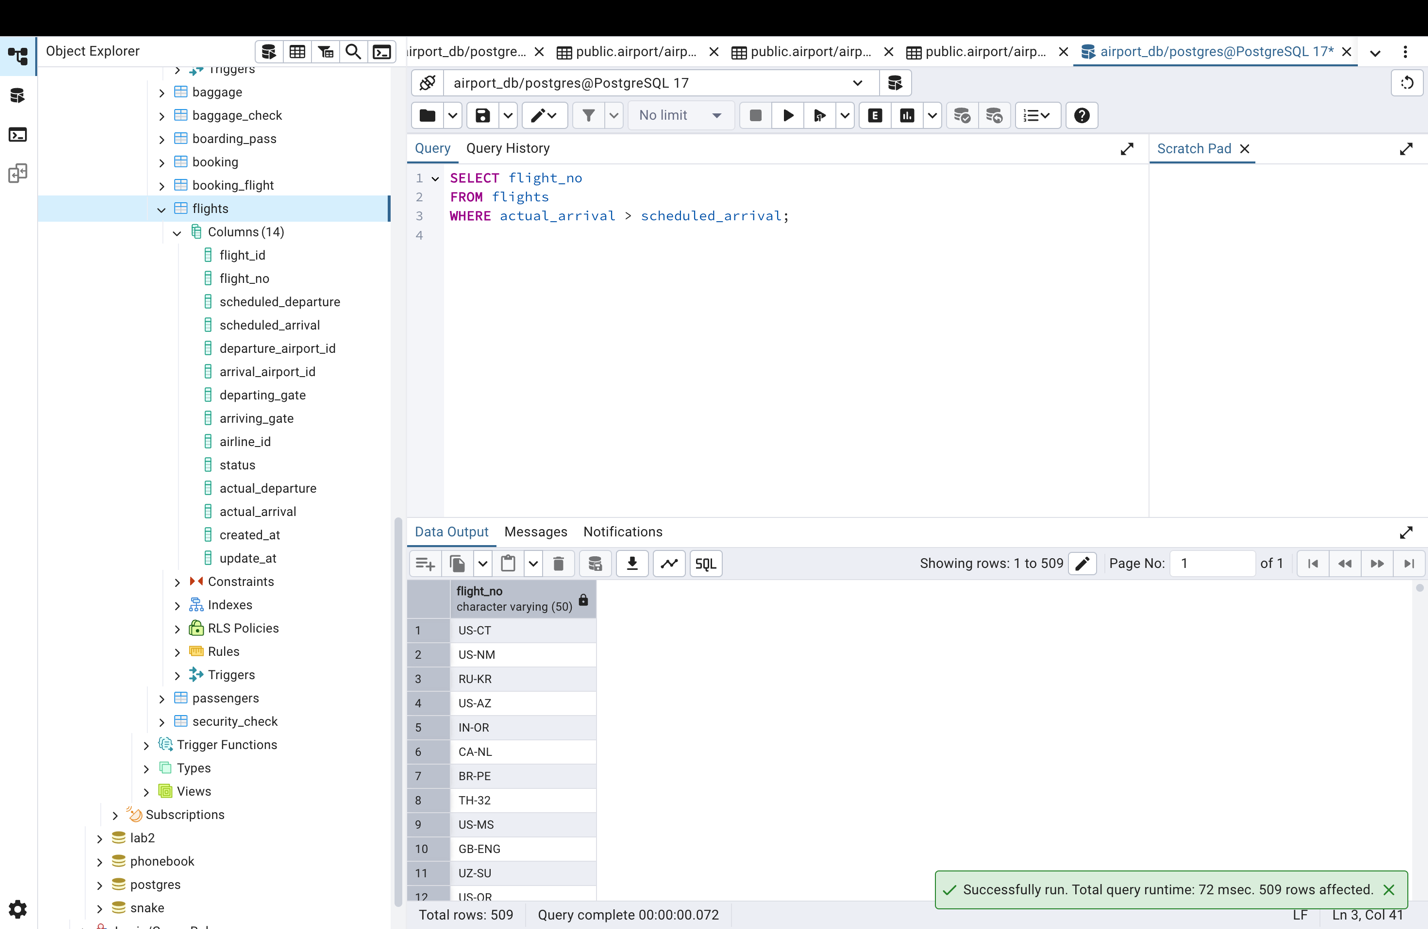 Object Explorer
Triggers
baggage
baggage_check
boarding_pass
booking
booking_flight
flights
Columns (14)
flight_id
flight_no
scheduled_departure
scheduled_arrival
departure_airport_id
arrival_airport_id
departing_gate
arriving_gate
airline_id
status
actual_departure
actual_arrival
created_at
update_at
Constraints
Indexes
RLS Policies
Rules
Triggers
passengers
security_check
Trigger Functions
Types
Views
Subscriptions
lab2
phonebook
postgres
snake
airport_db/postgre...
public.airport/airp...
public.airport/airp...
public.airport/airp...
airport_db/postgres@PostgreSQL 17*
airport_db/postgres@PostgreSQL 17
No limit
E
Query
Query History
Scratch Pad
1 SELECT flight_no
2 FROM flights
3 WHERE actual_arrival > scheduled_arrival;
4
Data Output
Messages
Notifications
SQL
Showing rows: 1 to 509
Page No: 1 of 1
flight_no
character varying (50)
1 US-CT
2 US-NM
3 RU-KR
4 US-AZ
5 IN-OR
6 CA-NL
7 BR-PE
8 TH-32
9 US-MS
10 GB-ENG
11 UZ-SU
12 US-OR
Successfully run. Total query runtime: 72 msec. 509 rows affected.
Total rows: 509
Query complete 00:00:00.072
LF
Ln 3, Col 41